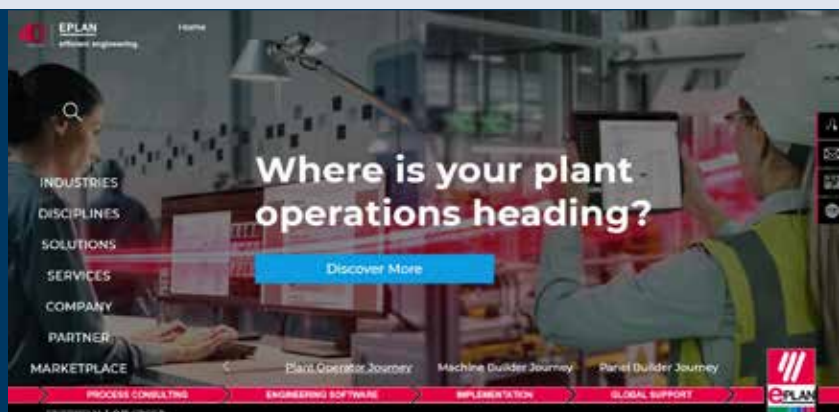 EPLAN
efficient engineering
Home
Where is your plant
operations heading?
Discover More
INDUSTRIES
DISCIPLINES
SOLUTIONS
SERVICES
COMPANY
PARTNER
MARKETPLACE
Plant Operator Journey
Machine Builder Journey
Panel Builder Journey
PROCESS CONSULTING
ENGINEERING SOFTWARE
IMPLEMENTATION
GLOBAL SUPPORT
ePLAN